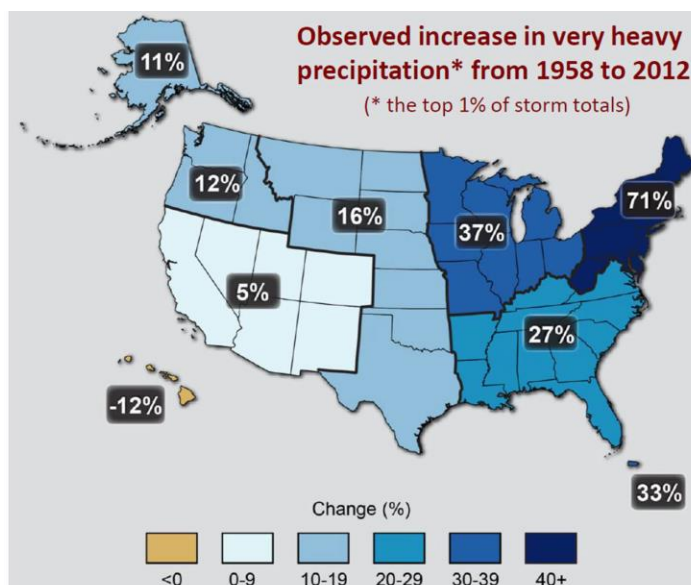 Observed increase in very heavy
precipitation* from 1958 to 2012
(* the top 1% of storm totals)
11%
12%
16%
37%
71%
5%
27%
-12%
33%
Change (%)
<0 0-9 10-19 20-29 30-39 40+